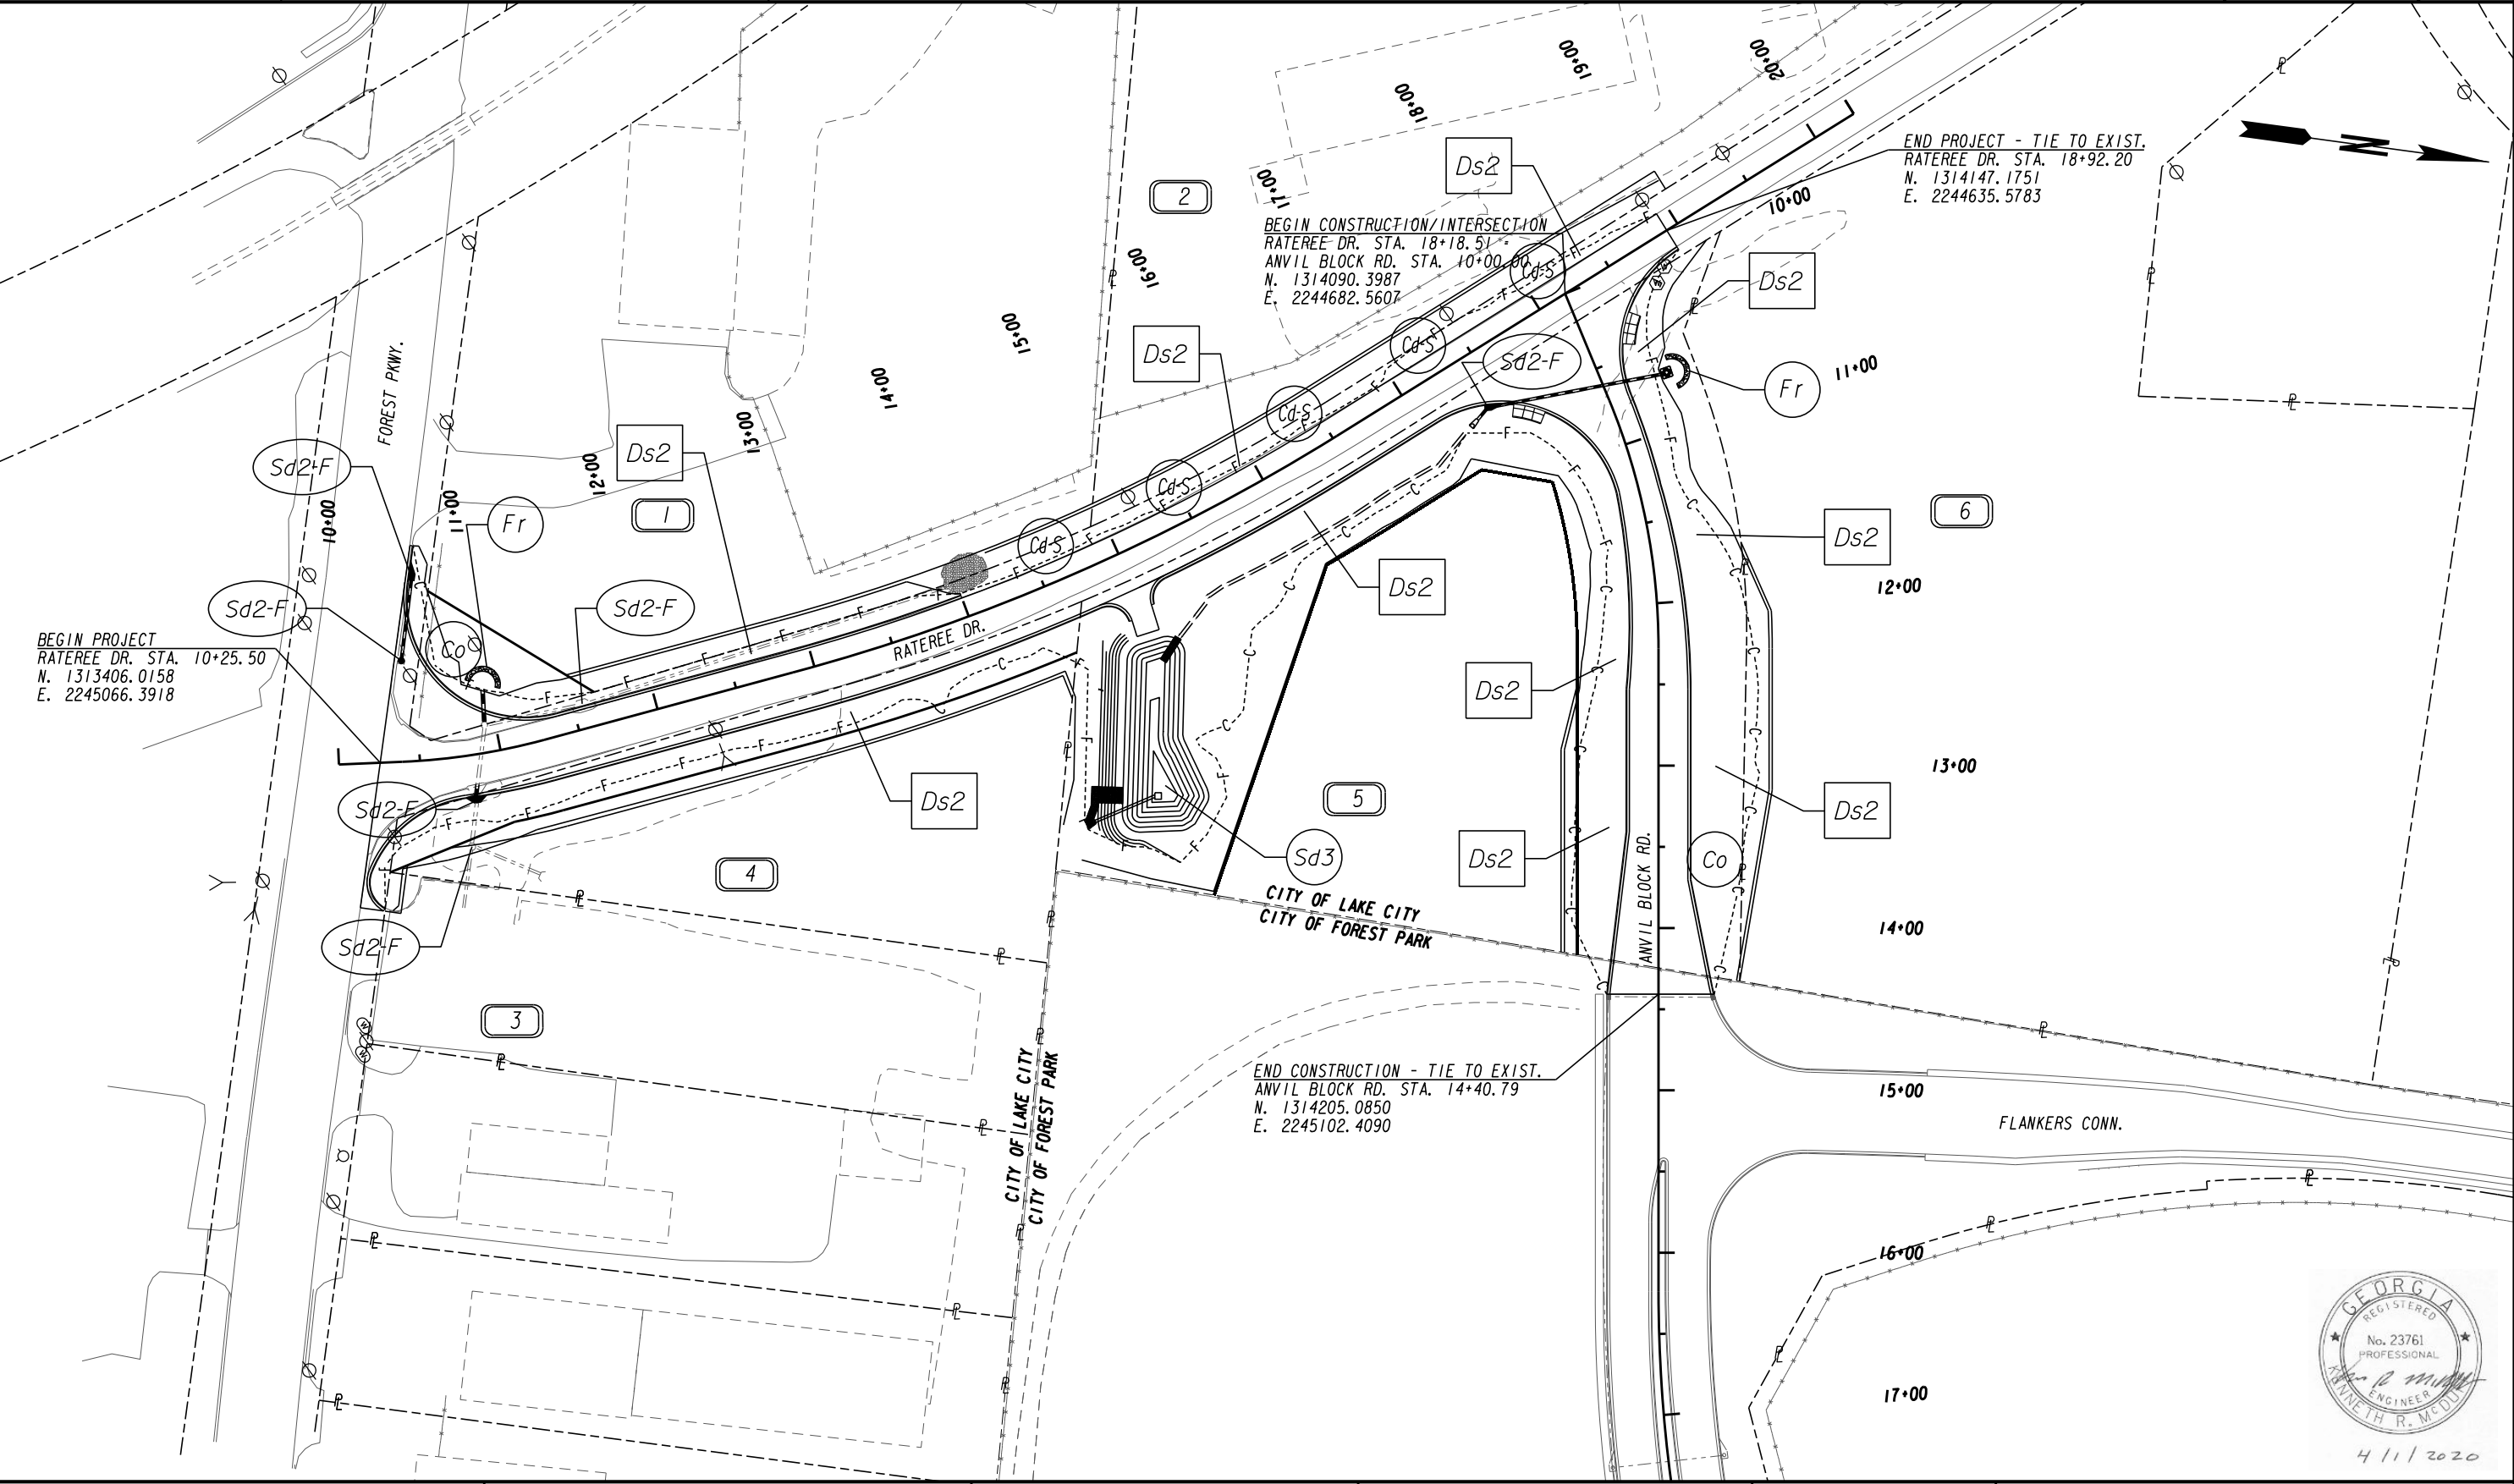 19+00
20+00
18+00
17+00
16+00
15+00
14+00
13+00
12+00
11+00
10+00
END PROJECT - TIE TO EXIST.
RATEREE DR. STA. 18+92.20
N. 1314147.1751
E. 2244635.5783
N
BEGIN CONSTRUCTION/INTERSECTION
RATEREE DR. STA. 18+18.51 =
ANVIL BLOCK RD. STA. 10+00.00
N. 1314090.3987
E. 2244682.5607
10+00
11+00
12+00
13+00
14+00
15+00
16+00
17+00
Ds2
Ds2
Ds2
Ds2
Ds2
Ds2
Ds2
Ds2
Ds2
Ds2
Cd-S
Cd-S
Cd-S
Cd-S
Cd-S
Sd2-F
Sd2-F
Sd2-F
Sd2-F
Sd2-F
Sd2-F
Fr
Fr
Co
Co
Sd3
1
2
3
4
5
6
FOREST PKWY.
RATEREE DR.
ANVIL BLOCK RD.
FLANKERS CONN.
BEGIN PROJECT
RATEREE DR. STA. 10+25.50
N. 1313406.0158
E. 2245066.3918
CITY OF LAKE CITY
CITY OF FOREST PARK
CITY OF LAKE CITY
CITY OF FOREST PARK
END CONSTRUCTION - TIE TO EXIST.
ANVIL BLOCK RD. STA. 14+40.79
N. 1314205.0850
E. 2245102.4090
GEORGIA
REGISTERED
No. 23761
PROFESSIONAL
ENGINEER
KENNETH R.
4/1/2020